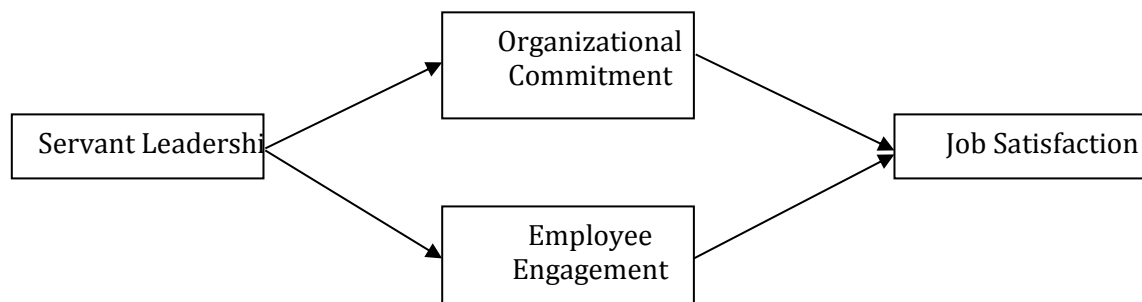 Organizational
Commitment
Servant Leadershi
Job Satisfaction
Employee
Engagement